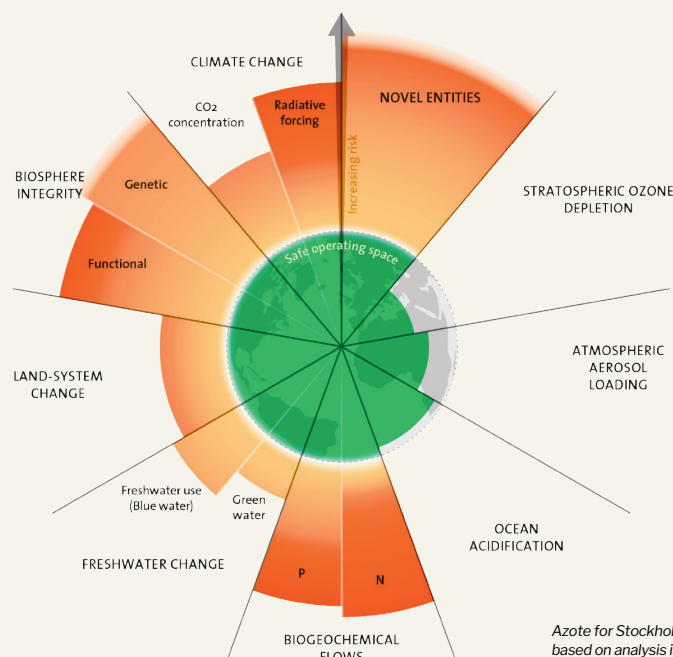 CLIMATE CHANGE
CO2
concentration
Radiative
forcing
NOVEL ENTITIES
Increasing risk
BIOSPHERE
INTEGRITY
Genetic
Functional
STRATOSPHERIC OZONE
DEPLETION
Safe operating space
LAND-SYSTEM
CHANGE
ATMOSPHERIC
AEROSOL
LOADING
Freshwater use
(Blue water)
Green
water
FRESHWATER CHANGE
P
N
OCEAN
ACIDIFICATION
BIOGEOCHEMICAL
FLOWS
Azote for Stockhol
based on analysis i